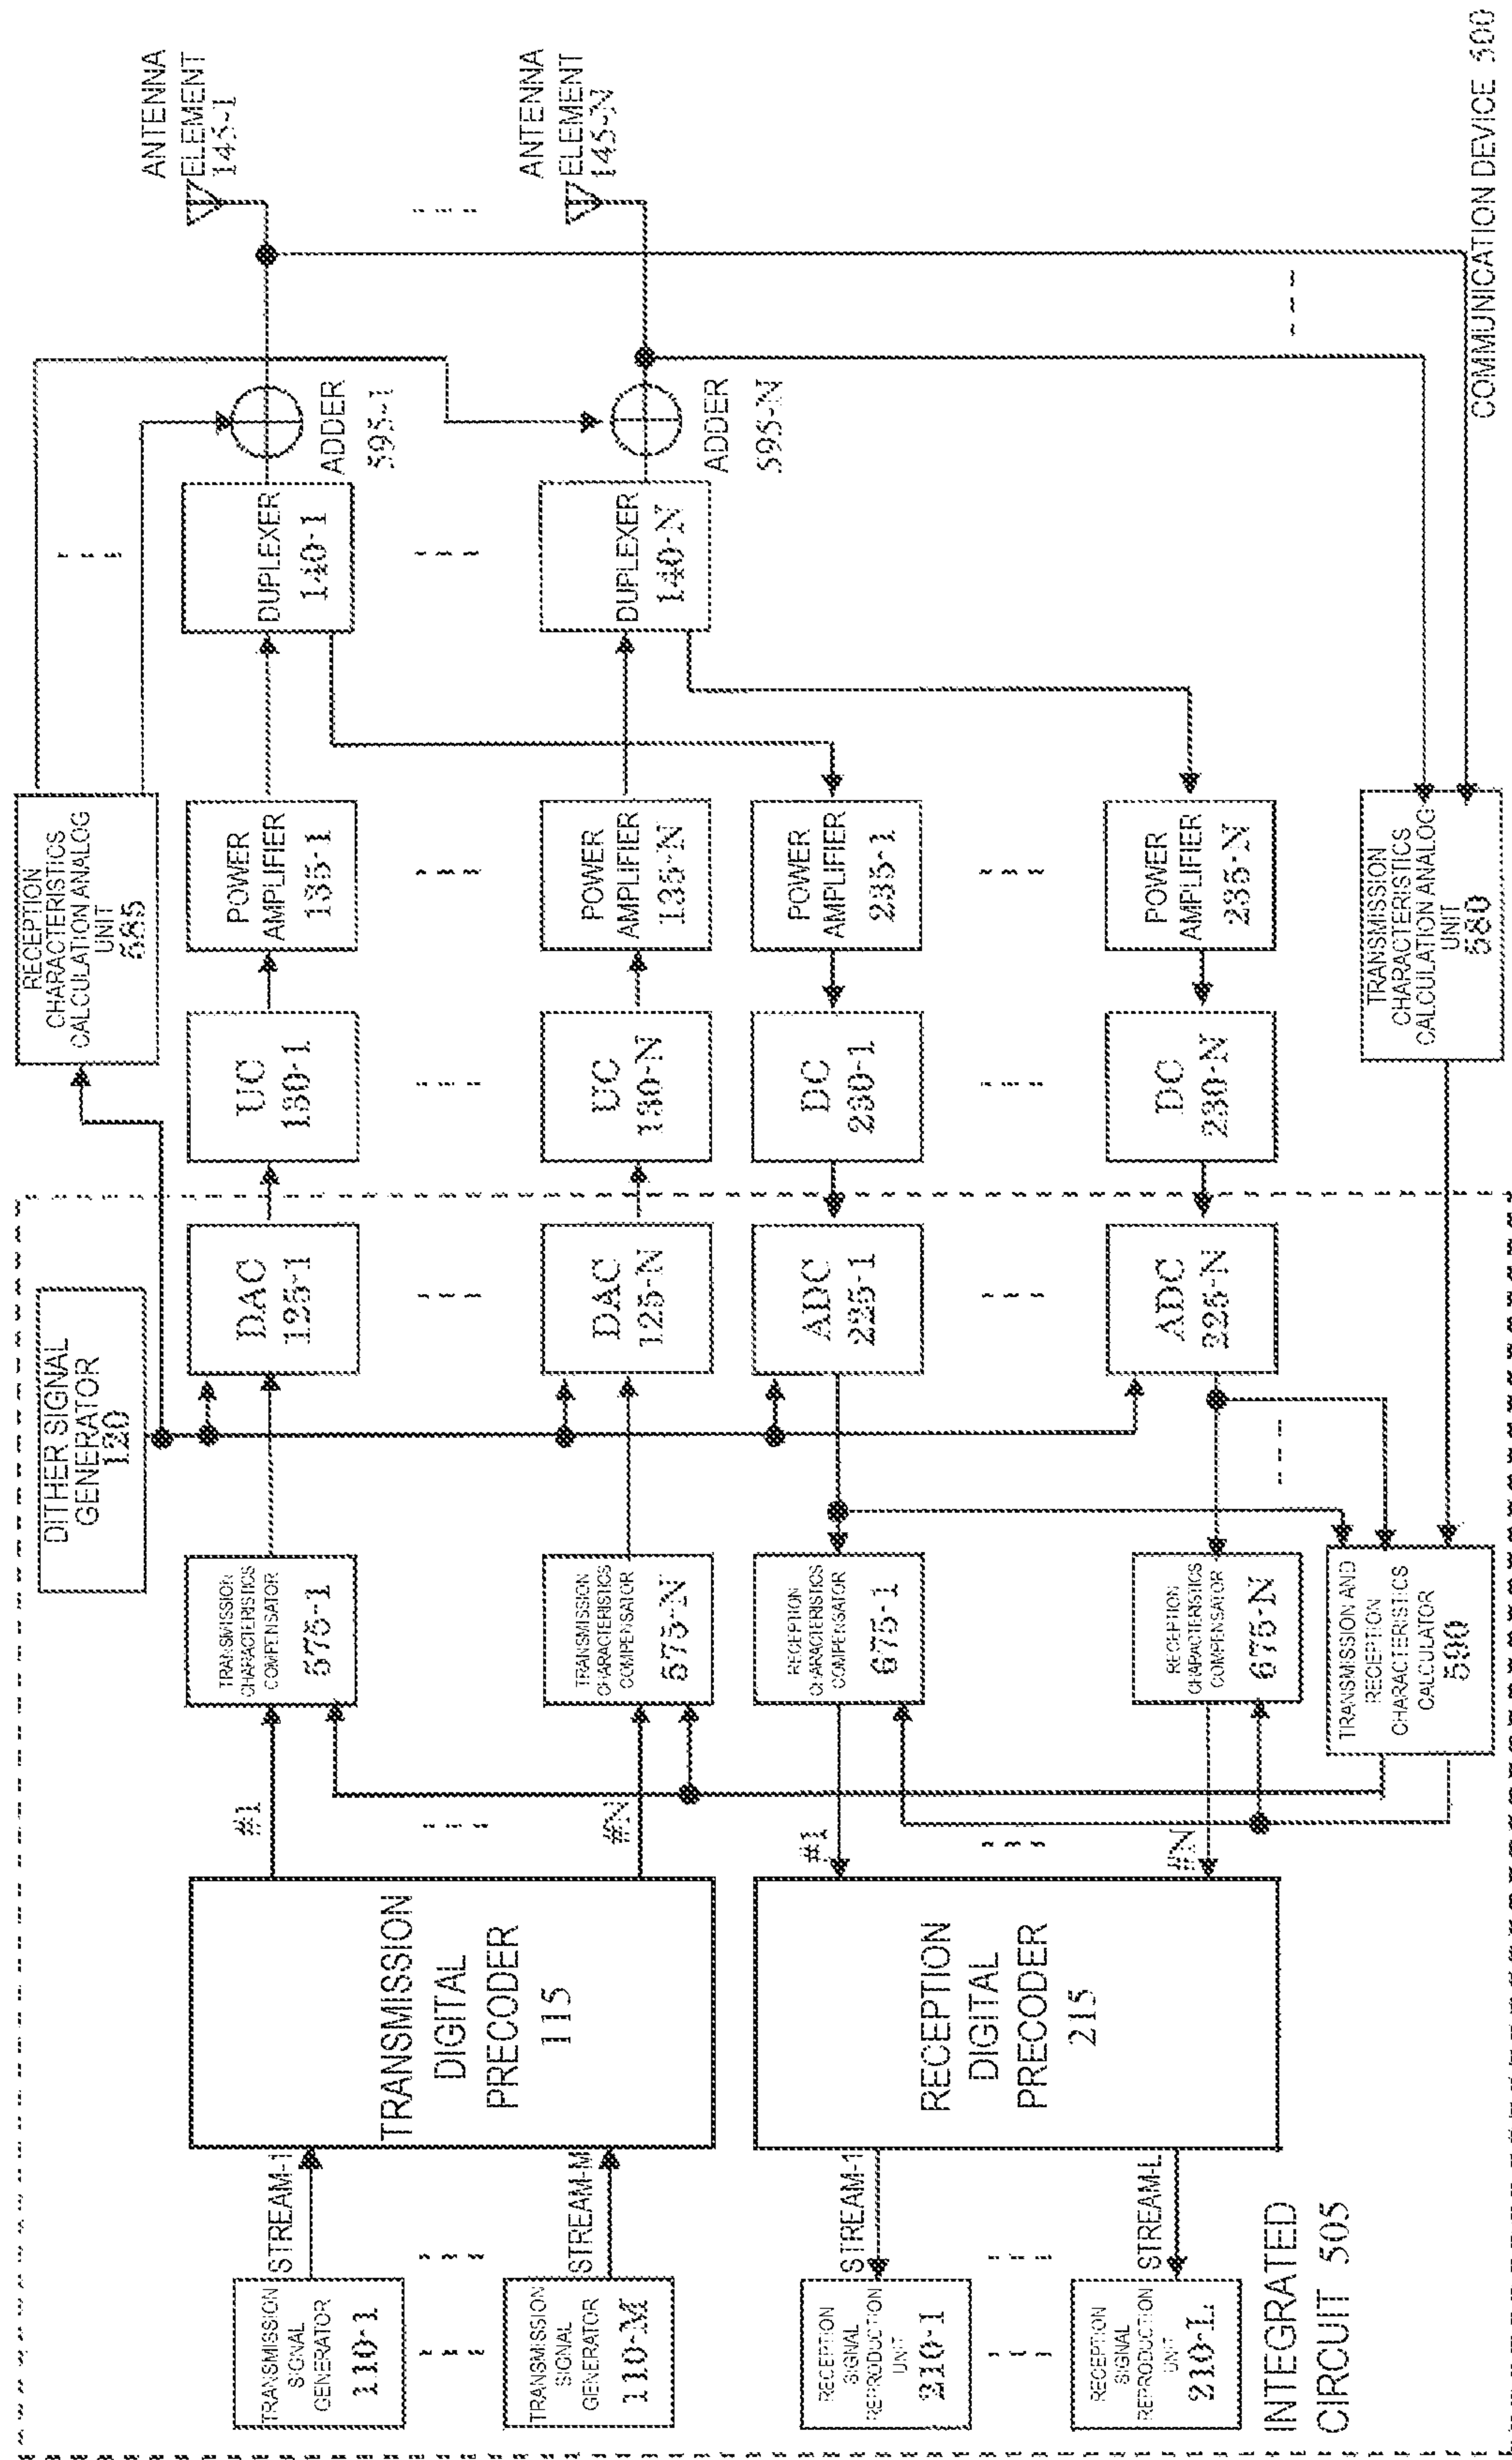 DITHER SIGNAL
GENERATOR
120
RECEPTION
CHARACTERISTICS
CALCULATION ANALOG
UNIT
585
ANTENNA
ELEMENT
145-1
TRANSMISSION
SIGNAL
GENERATOR
110-1
STREAM-1
TRANSMISSION
DIGITAL
PRECODER
115
#1
TRANSMISSION
CHARACTERISTICS
COMPENSATOR
575-1
DAC
125-1
UC
130-1
POWER
AMPLIFIER
135-1
DUPLEXER
140-1
ADDER
595-1
ANTENNA
ELEMENT
145-N
TRANSMISSION
SIGNAL
GENERATOR
110-M
STREAM-M
#N
TRANSMISSION
CHARACTERISTICS
COMPENSATOR
575-N
DAC
125-N
UC
130-N
POWER
AMPLIFIER
135-N
DUPLEXER
140-N
ADDER
595-N
RECEPTION
SIGNAL
REPRODUCTION
UNIT
210-1
STREAM-1
RECEPTION
DIGITAL
PRECODER
215
#1
RECEPTION
CHARACTERISTICS
COMPENSATOR
675-1
ADC
225-1
DC
230-1
POWER
AMPLIFIER
235-1
RECEPTION
SIGNAL
REPRODUCTION
UNIT
210-L
STREAM-L
#N
RECEPTION
CHARACTERISTICS
COMPENSATOR
675-N
ADC
225-N
DC
230-N
POWER
AMPLIFIER
235-N
INTEGRATED
CIRCUIT 505
TRANSMISSION AND
RECEPTION
CHARACTERISTICS
CALCULATOR
590
TRANSMISSION
CHARACTERISTICS
CALCULATION ANALOG
UNIT
580
COMMUNICATION DEVICE 500